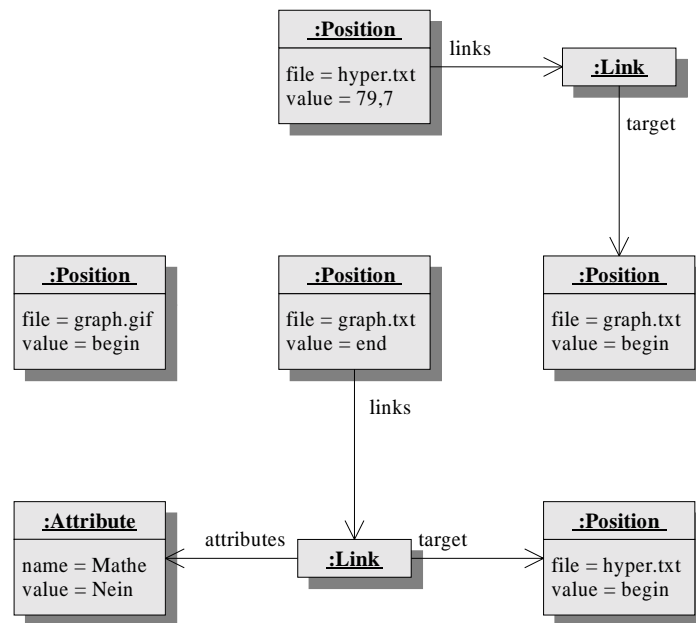 :Position
file = hyper.txt
value = 79,7
links
:Link
target
:Position
file = graph.gif
value = begin
:Position
file = graph.txt
value = end
:Position
file = graph.txt
value = begin
links
:Attribute
name = Mathe
value = Nein
attributes
:Link
target
:Position
file = hyper.txt
value = begin